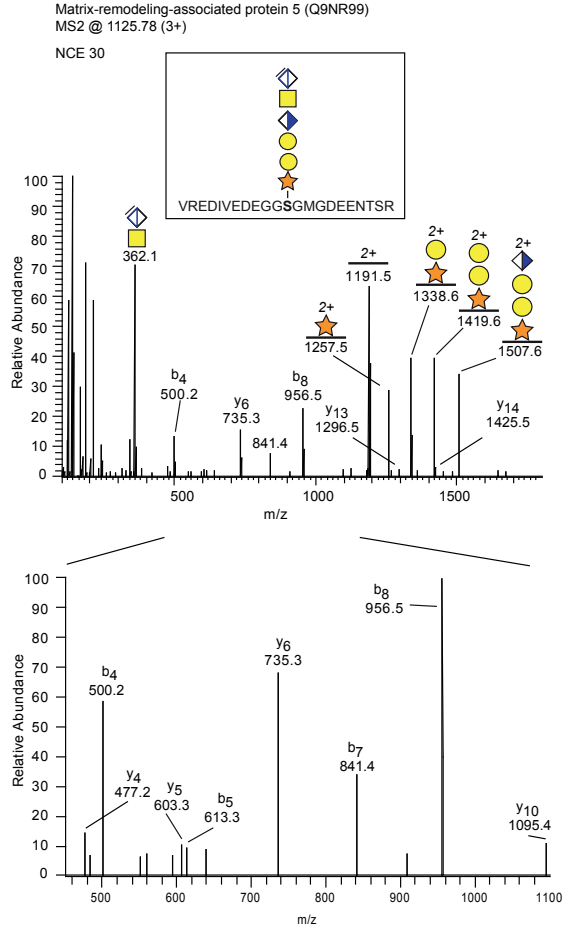 Matrix-remodeling-associated protein 5 (Q9NR99)
MS2 @ 1125.78 (3+)
NCE 30
VREDIVEDEGGSGMGDEENTSR
100
90
80
70
60
50
40
30
20
10
0
Relative Abundance
362.1
b4
500.2
y6
735.3
841.4
b8
956.5
2+
1191.5
2+
1257.5
y13
1296.5
2+
1338.6
2+
1419.6
2+
1507.6
y14
1425.5
500
1000
1500
m/z
100
90
80
70
60
50
40
30
20
10
0
Relative Abundance
y4
477.2
b4
500.2
y5
603.3
b5
613.3
y6
735.3
b7
841.4
b8
956.5
y10
1095.4
500
600
700
800
900
1000
1100
m/z